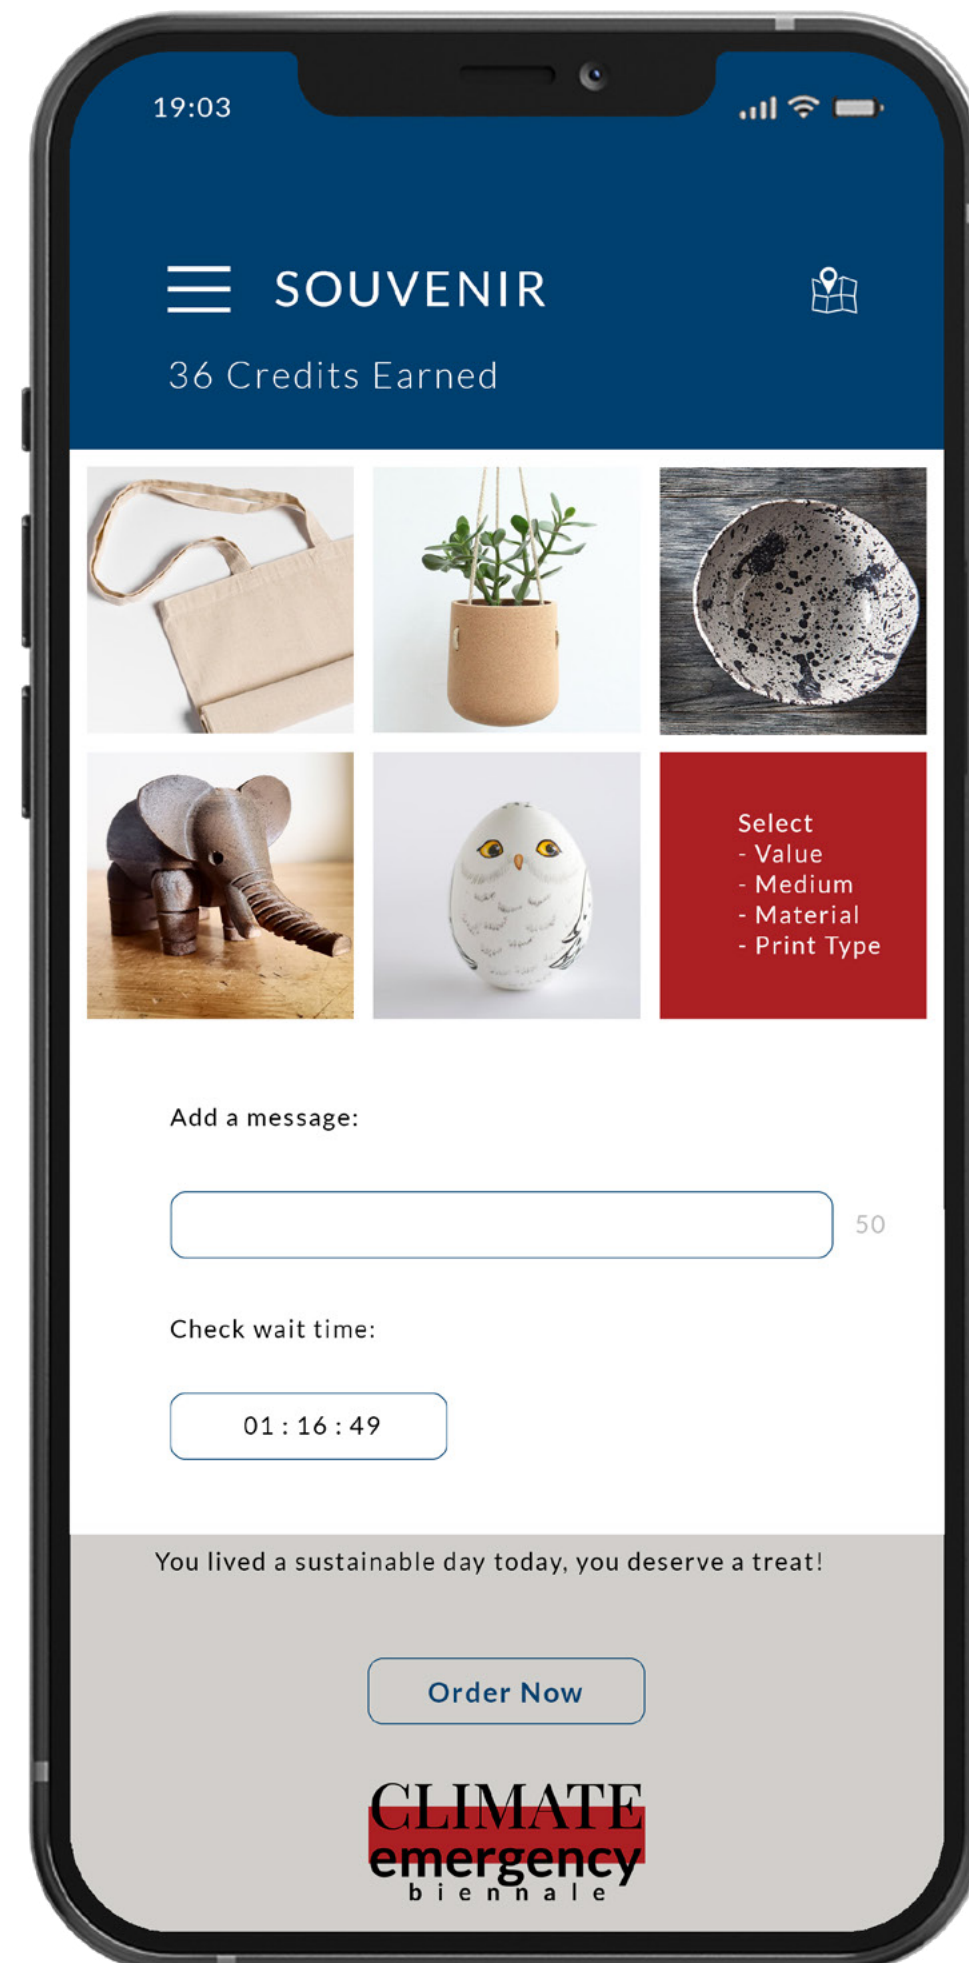 19:03
SOUVENIR
36 Credits Earned
Select
- Value
- Medium
- Material
- Print Type
Add a message:
50
Check wait time:
01 : 16 : 49
You lived a sustainable day today, you deserve a treat!
Order Now
CLIMATE
emergency
biennale